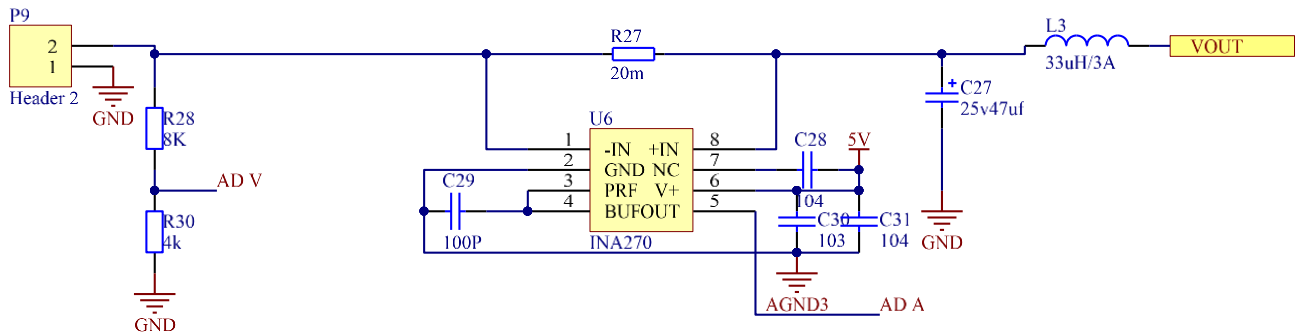 P9
2
1
Header 2
GND
R28
8K
AD V
R30
4k
GND
R27
20m
U6
1 -IN +IN 8
2 GND NC 7
3 PRF V+ 6
4 BUFOUT 5
INA270
C29
100P
C28
104
5V
C30
103
C31
104
AGND3
AD A
+
C27
25v47uf
GND
L3
33uH/3A
VOUT